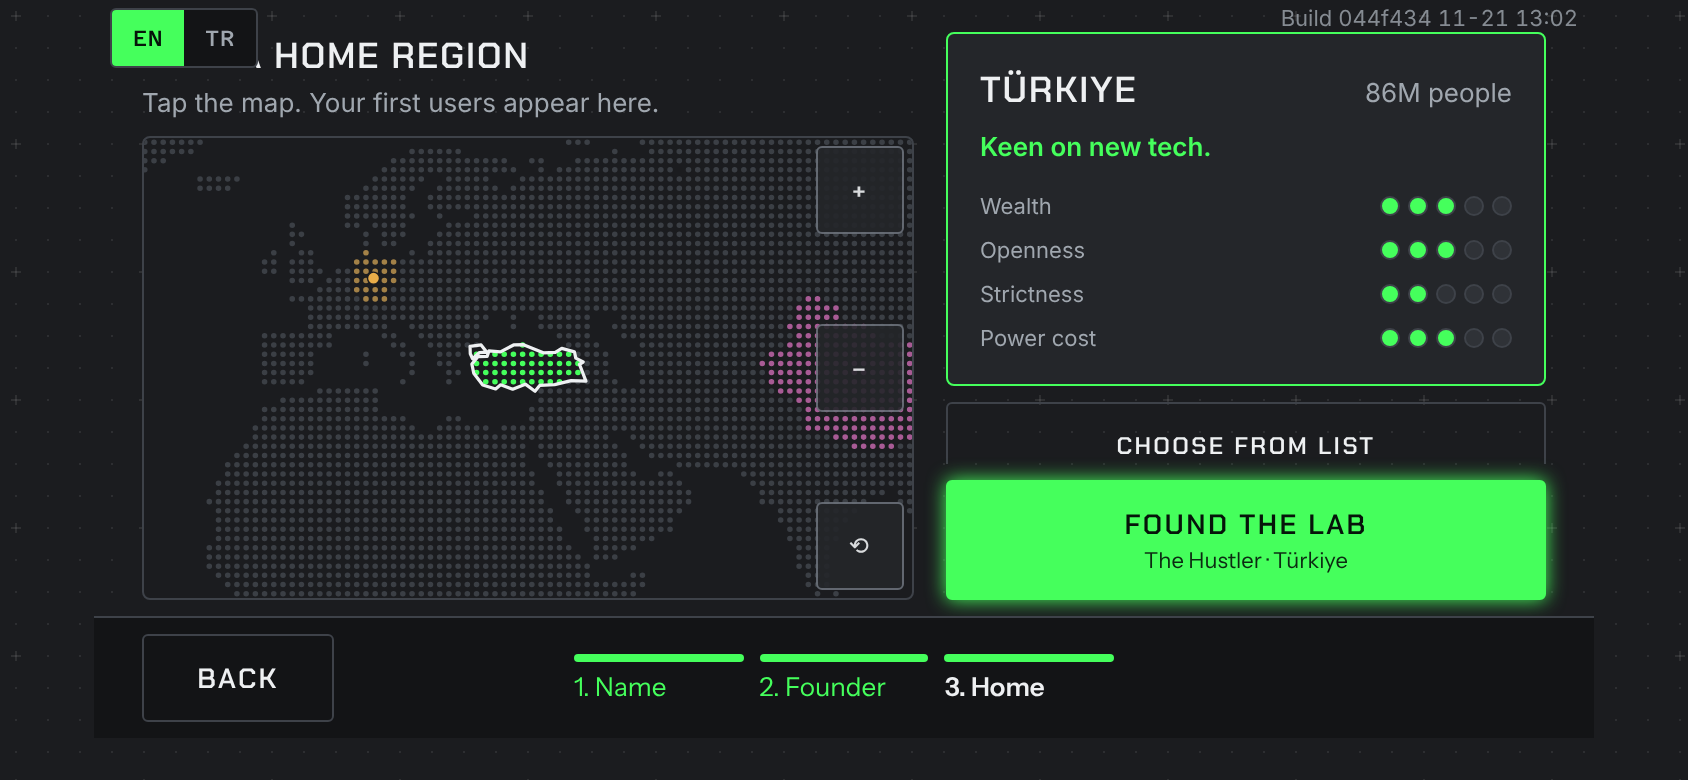 Build 044f434 11-21 13:02
EN TR
HOME REGION
Tap the map. Your first users appear here.
+
−
⟲
TÜRKİYE
86M people
Keen on new tech.
Wealth
Openness
Strictness
Power cost
CHOOSE FROM LIST
FOUND THE LAB
The Hustler · Türkiye
BACK
1. Name
2. Founder
3. Home